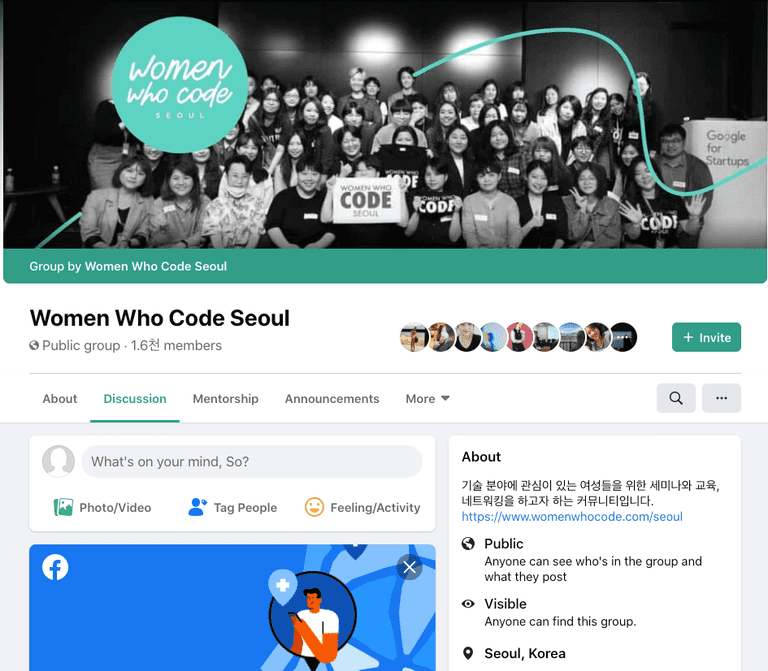 women
who code
SEOUL
Google
for
Startups
CODE
WOMEN WHO
CODE
SEOUL
WOMEN WHO
CODE
CODE
Group by Women Who Code Seoul
Women Who Code Seoul
Public group · 1.6천 members
+ Invite
About
Discussion
Mentorship
Announcements
More
What's on your mind, So?
Photo/Video
Tag People
Feeling/Activity
About
기술 분야에 관심이 있는 여성들을 위한 세미나와 교육,
네트워킹을 하고자 하는 커뮤니티입니다.
https://www.womenwhocode.com/seoul
Public
Anyone can see who's in the group and
what they post
Visible
Anyone can find this group.
Seoul, Korea